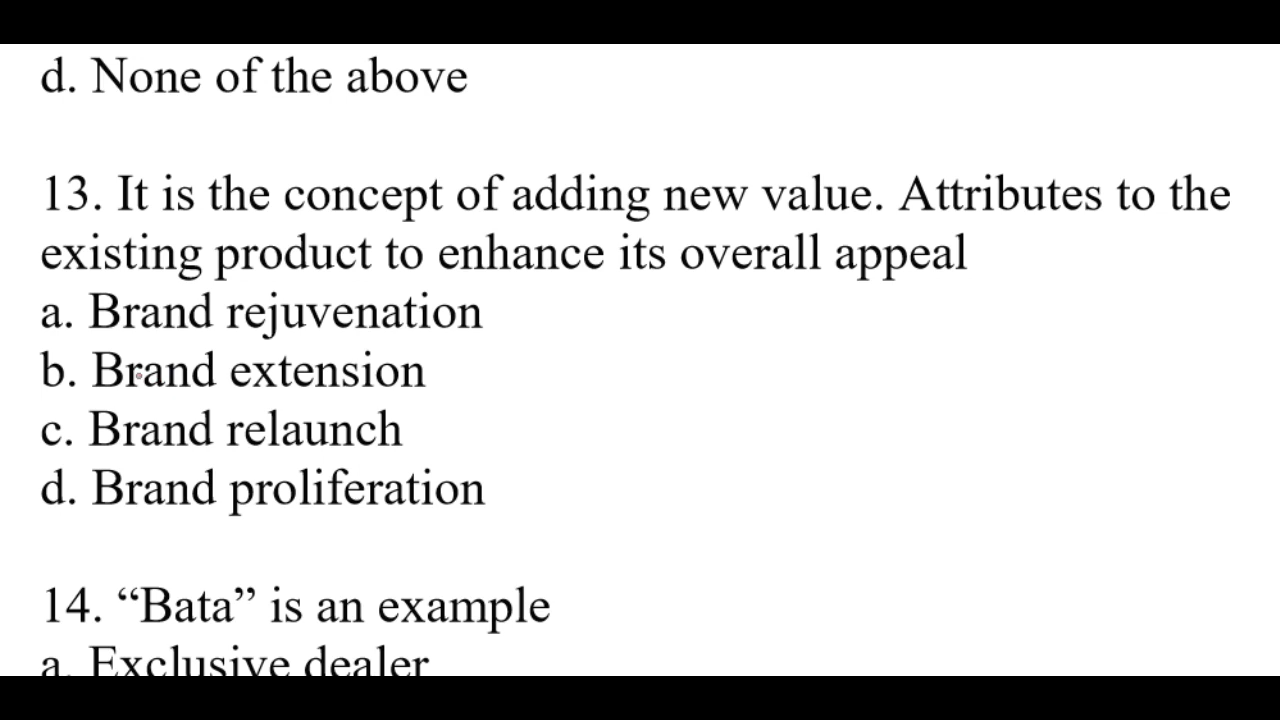 d. None of the above
13. It is the concept of adding new value. Attributes to the
existing product to enhance its overall appeal
a. Brand rejuvenation
b. Brand extension
c. Brand relaunch
d. Brand proliferation
14. “Bata” is an example
a. Exclusive dealer